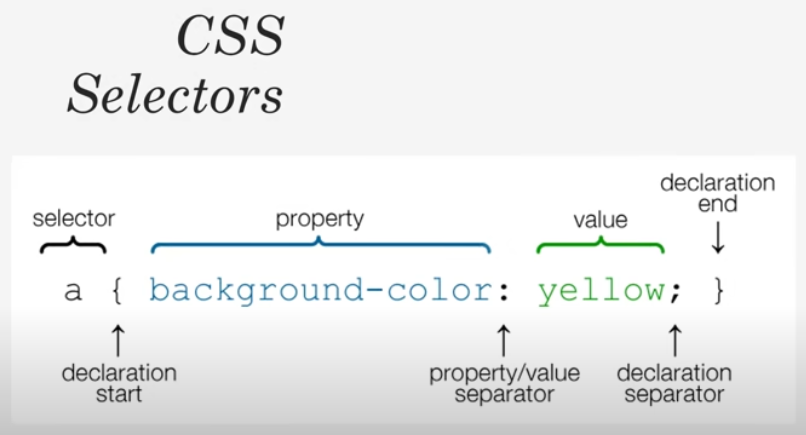 CSS
Selectors
declaration
end
selector
property
value
a { background-color: yellow; }
declaration
start
property/value
separator
declaration
separator